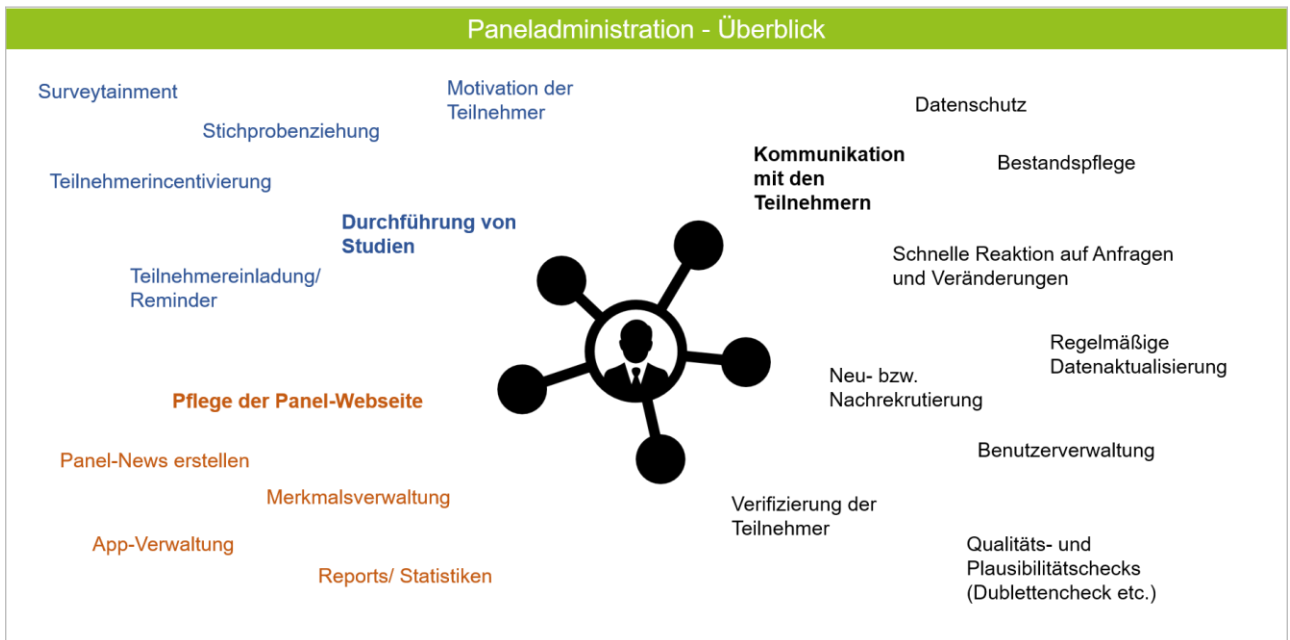 Paneladministration - Überblick
Surveytainment
Stichprobenziehung
Motivation der
Teilnehmer
Teilnehmerincentivierung
Durchführung von
Studien
Teilnehmereinladung/
Reminder
Pflege der Panel-Webseite
Panel-News erstellen
Merkmalsverwaltung
App-Verwaltung
Reports/ Statistiken
Datenschutz
Kommunikation
mit den
Teilnehmern
Bestandspflege
Schnelle Reaktion auf Anfragen
und Veränderungen
Regelmäßige
Datenaktualisierung
Neu- bzw.
Nachrekrutierung
Benutzerverwaltung
Verifizierung der
Teilnehmer
Qualitäts- und
Plausibilitätschecks
(Dublettencheck etc.)